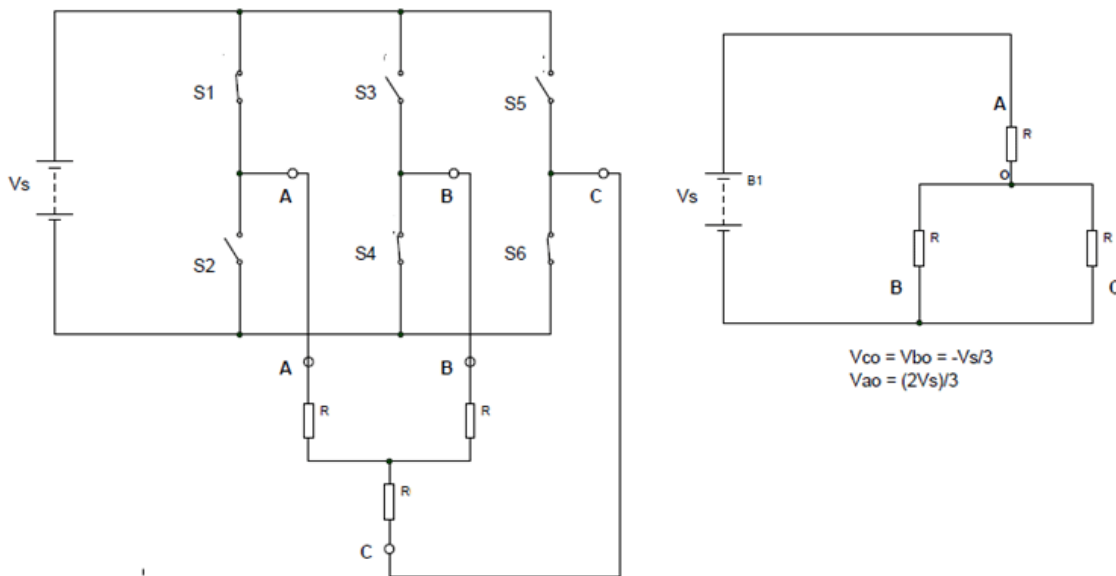 S1
S3
S5
Vs
A
B
C
S2
S4
S6
A
B
R
R
R
C
A
R
O
Vs
B1
R
R
B
C
Vco = Vbo = -Vs/3
Vao = (2Vs)/3